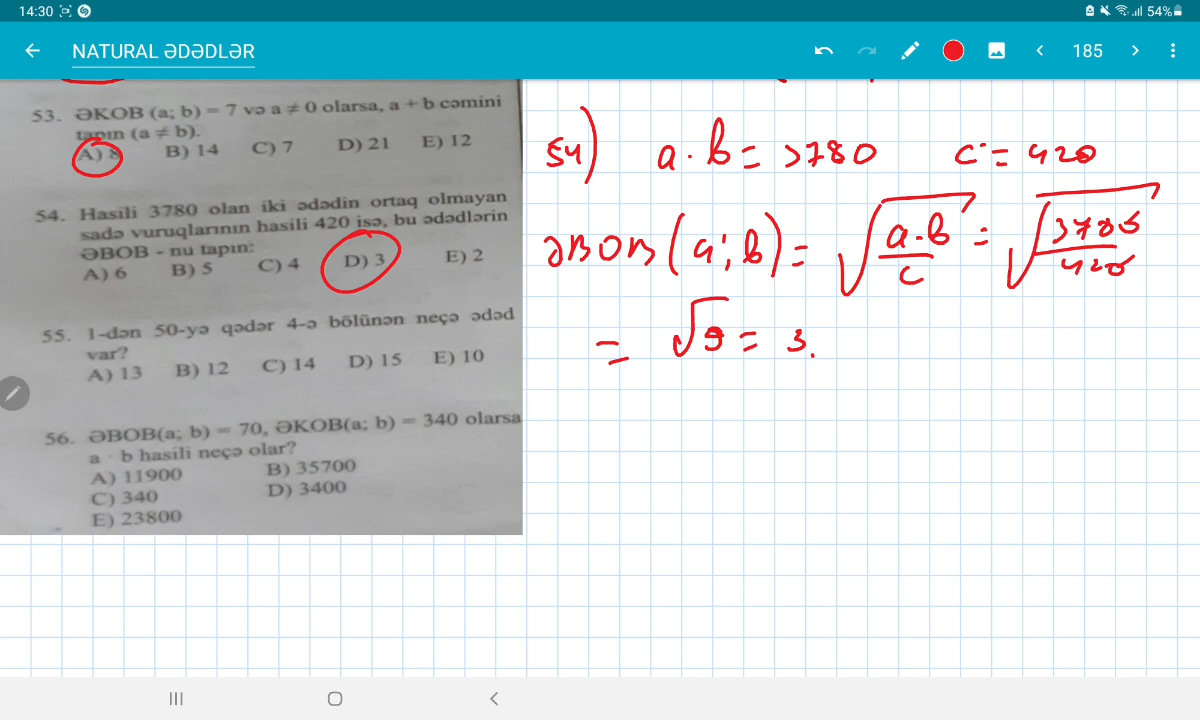 14:30 54%
NATURAL ƏDƏDLƏR 185
53. ƏKOB (a; b) = 7 və a ≠ 0 olarsa, a + b cəmini
tapın (a ≠ b).
A) 8 B) 14 C) 7 D) 21 E) 12
54. Hasili 3780 olan iki ədədin ortaq olmayan
sadə vuruqlarının hasili 420 isə, bu ədədlərin
ƏBOB - nu tapın:
A) 6 B) 5 C) 4 D) 3 E) 2
55. 1-dən 50-yə qədər 4-ə bölünən neçə ədəd
var?
A) 13 B) 12 C) 14 D) 15 E) 10
56. ƏBOB(a; b) = 70, ƏKOB(a; b) = 340 olarsa
a · b hasili neçə olar?
A) 11900 B) 35700
C) 340 D) 3400
E) 23800
54) a · b = 3780 c = 420
ƏBOB(a; b) = √(a·b/c) = √(3780/420)
= √9 = 3.